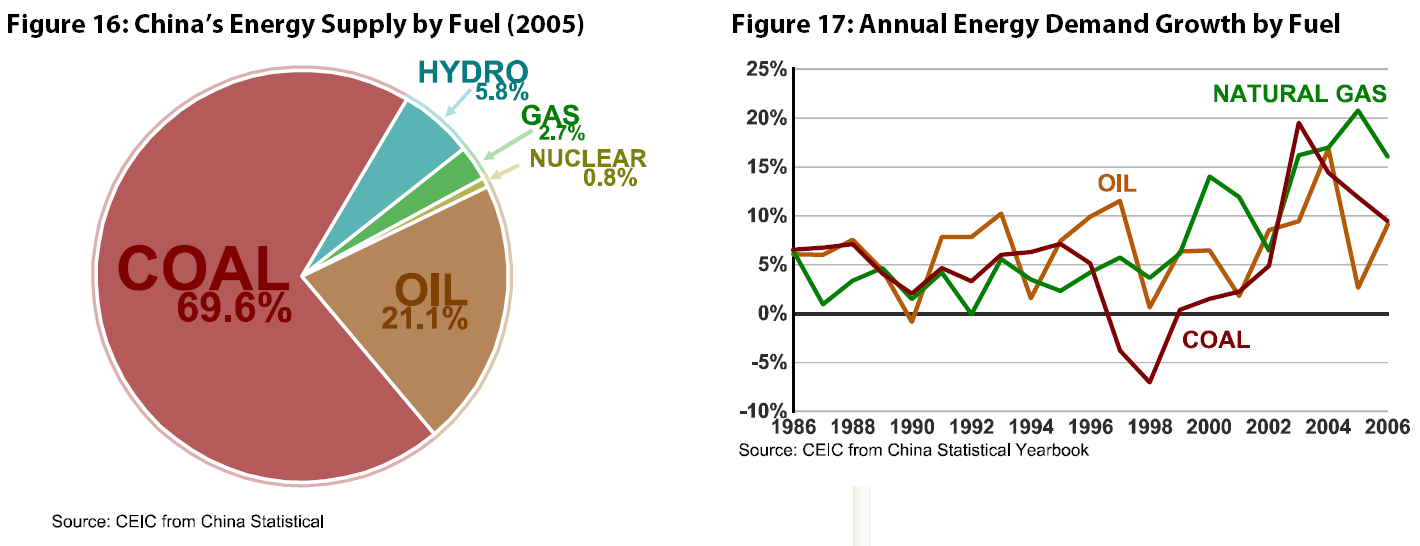 Figure 16: China's Energy Supply by Fuel (2005)
HYDRO
5.8%
GAS
2.7%
NUCLEAR
0.8%
COAL
69.6%
OIL
21.1%
Source: CEIC from China Statistical
Figure 17: Annual Energy Demand Growth by Fuel
25%
20%
15%
10%
5%
0%
-5%
-10%
NATURAL GAS
OIL
COAL
1986 1988 1990 1992 1994 1996 1998 2000 2002 2004 2006
Source: CEIC from China Statistical Yearbook